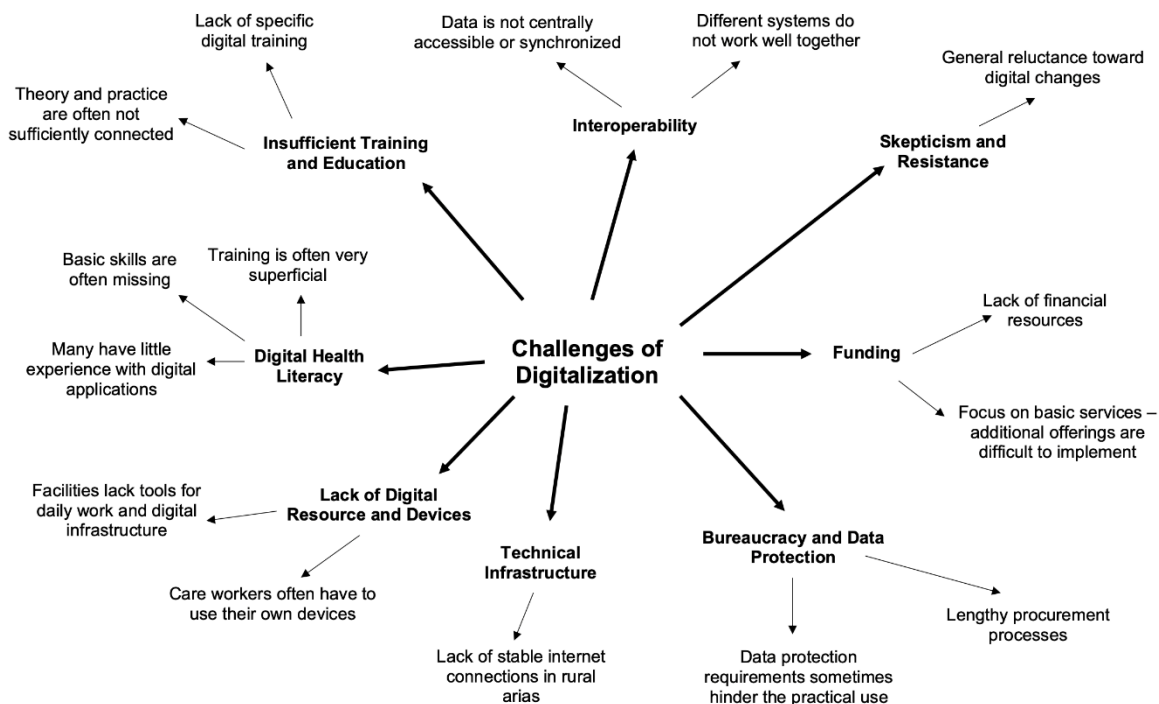 Lack of specific
digital training
Theory and practice
are often not
sufficiently connected
Insufficient Training
and Education
Data is not centrally
accessible or synchronized
Different systems do
not work well together
Interoperability
General reluctance toward
digital changes
Skepticism and
Resistance
Basic skills are
often missing
Training is often very
superficial
Many have little
experience with digital
applications
Digital Health
Literacy
Challenges of
Digitalization
Lack of financial
resources
Funding
Focus on basic services –
additional offerings are
difficult to implement
Facilities lack tools for
daily work and digital
infrastructure
Lack of Digital
Resource and Devices
Care workers often have to
use their own devices
Technical
Infrastructure
Lack of stable internet
connections in rural
arias
Bureaucracy and Data
Protection
Data protection
requirements sometimes
hinder the practical use
Lengthy procurement
processes